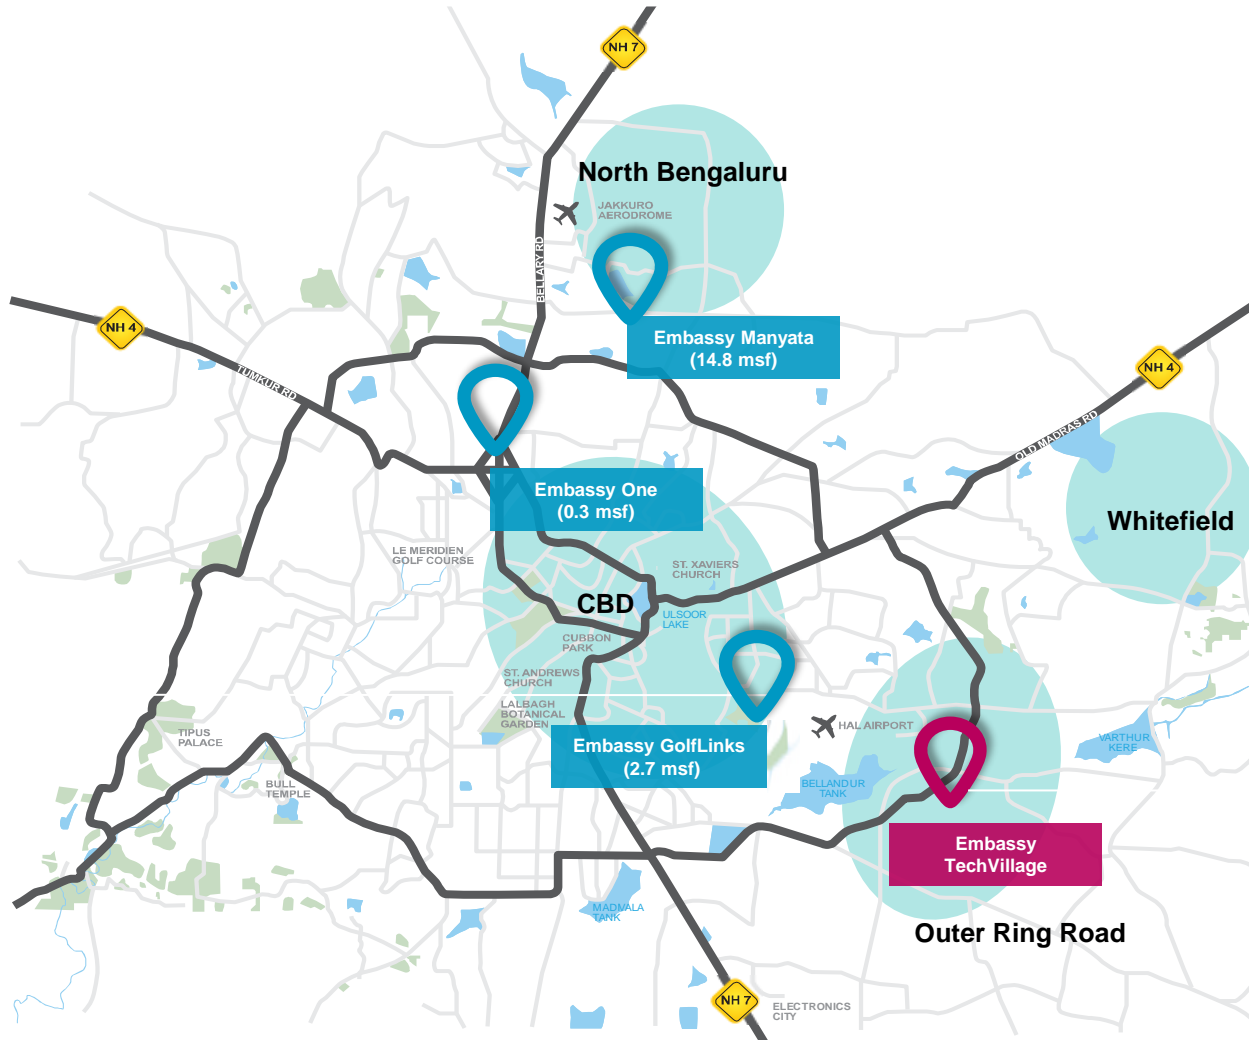 NH 7
North Bengaluru
JAKKURO
AERODROME
BELLARY RD
NH 4
Embassy Manyata
(14.8 msf)
NH 4
TUMKUR RD
OLD MADRAS RD
Embassy One
(0.3 msf)
Whitefield
LE MERIDIEN
GOLF COURSE
ST. XAVIERS
CHURCH
CBD
ULSOOR
LAKE
CUBBON
PARK
ST. ANDREWS
CHURCH
LALBAGH
BOTANICAL
GARDEN
TIPUS
PALACE
HAL AIRPORT
VARTHUR
KERE
Embassy GolfLinks
(2.7 msf)
BULL
TEMPLE
BELLANDUR
TANK
Embassy
TechVillage
MADIVALA
TANK
Outer Ring Road
NH 7
ELECTRONICS
CITY